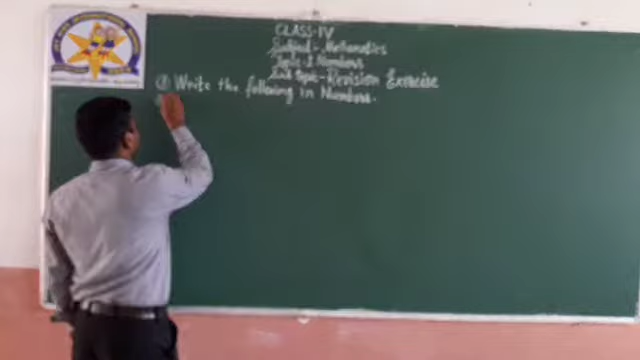 CLASS-IV
Subject - Mathematics
Topic - 1 Numbers
Sub Topic - Revision Exercise
Write the following in Numbers.